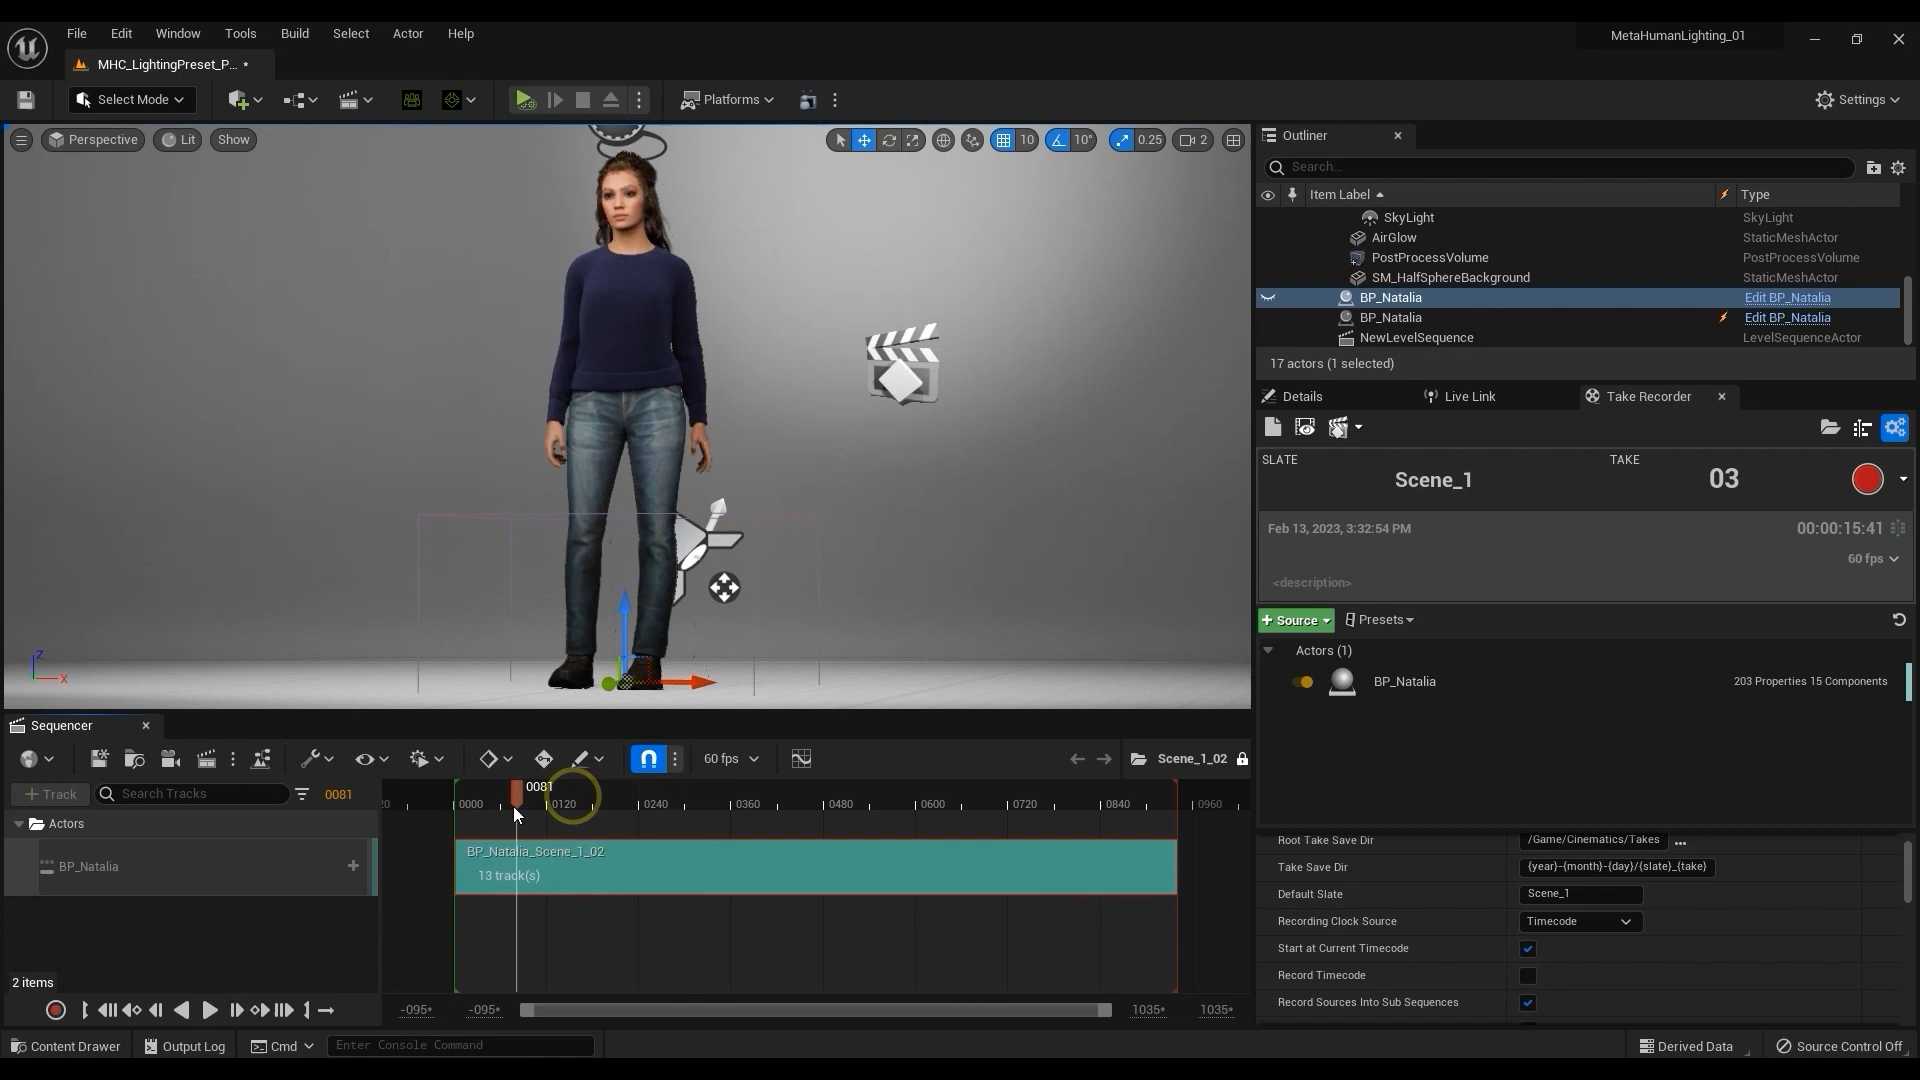 File Edit Window Tools Build Select Actor Help
MetaHumanLighting_01
MHC_LightingPreset_P... •
Select Mode
Platforms
Settings
Perspective
Lit
Show
10
10°
0.25
2
Outliner
Search...
Item Label
Type
SkyLight SkyLight
AirGlow StaticMeshActor
PostProcessVolume PostProcessVolume
SM_HalfSphereBackground StaticMeshActor
BP_Natalia Edit BP_Natalia
BP_Natalia Edit BP_Natalia
NewLevelSequence LevelSequenceActor
17 actors (1 selected)
Details
Live Link
Take Recorder
SLATE
TAKE
Scene_1
03
Feb 13, 2023, 3:32:54 PM
00:00:15:41
60 fps
<description>
+ Source
Presets
Actors (1)
BP_Natalia
203 Properties 15 Components
Root Take Save Dir /Game/Cinematics/Takes ...
Take Save Dir {year}-{month}-{day}/{slate}_{take}
Default Slate Scene_1
Recording Clock Source Timecode
Start at Current Timecode
Record Timecode
Record Sources Into Sub Sequences
Z
X
Sequencer
60 fps
Scene_1_02
+ Track
Search Tracks
0081
0081
20 0000 0120 0240 0360 0480 0600 0720 0840 0960
Actors
BP_Natalia
BP_Natalia_Scene_1_02
13 track(s)
2 items
-095* -095* 1035* 1035*
Content Drawer
Output Log
Cmd
Enter Console Command
Derived Data
Source Control Off